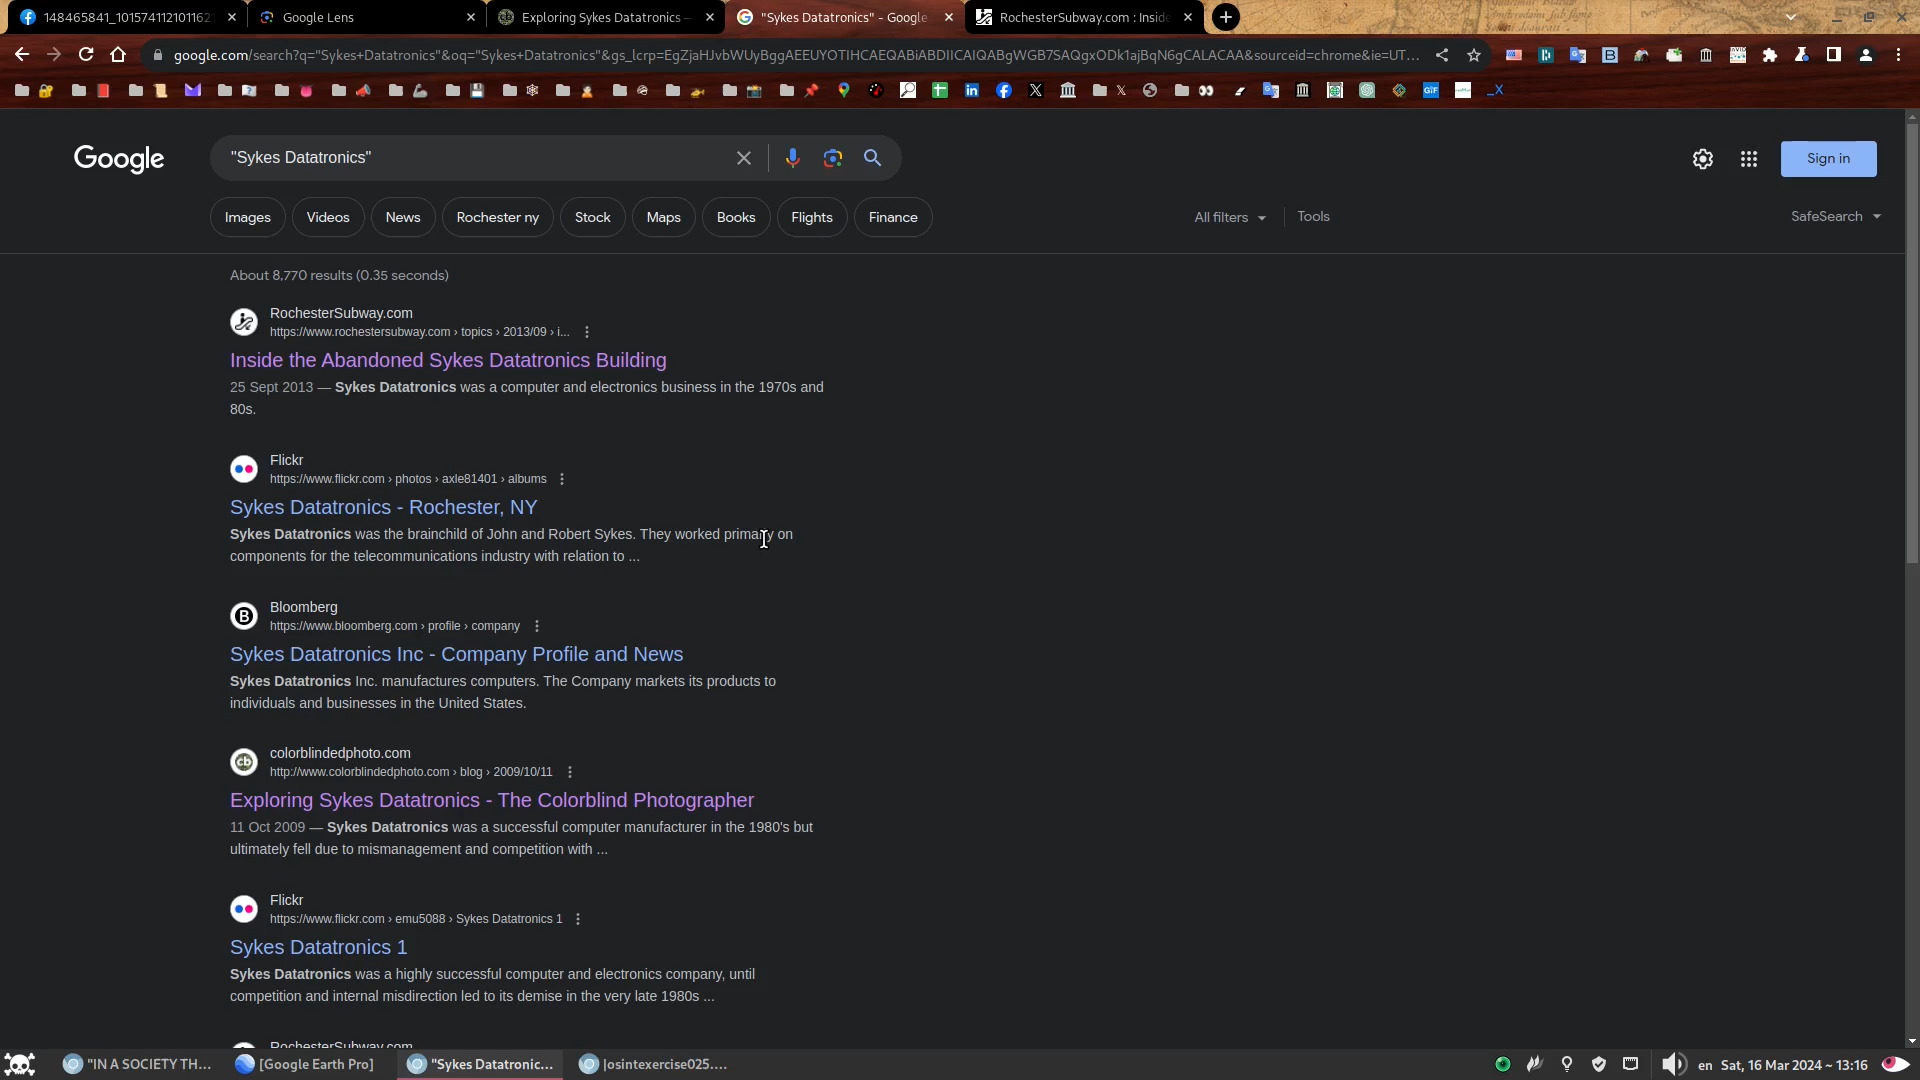 148465841_1015741121011621
Google Lens
Exploring Sykes Datatronics —
"Sykes Datatronics" - Google
RochesterSubway.com : Inside
google.com/search?q="Sykes+Datatronics"&oq="Sykes+Datatronics"&gs_lcrp=EgZjaHJvbWUyBggAEEUYOTIHCAEQABiABDIICAIQABgWGB7SAQgxODk1ajBqN6gCALACAA&sourceid=chrome&ie=UT...
Google
"Sykes Datatronics"
Sign in
Images
Videos
News
Rochester ny
Stock
Maps
Books
Flights
Finance
All filters
Tools
SafeSearch
About 8,770 results (0.35 seconds)
RochesterSubway.com
https://www.rochestersubway.com › topics › 2013/09 › i...
Inside the Abandoned Sykes Datatronics Building
25 Sept 2013 — Sykes Datatronics was a computer and electronics business in the 1970s and
80s.
Flickr
https://www.flickr.com › photos › axle81401 › albums
Sykes Datatronics - Rochester, NY
Sykes Datatronics was the brainchild of John and Robert Sykes. They worked primary on
components for the telecommunications industry with relation to ...
Bloomberg
https://www.bloomberg.com › profile › company
Sykes Datatronics Inc - Company Profile and News
Sykes Datatronics Inc. manufactures computers. The Company markets its products to
individuals and businesses in the United States.
colorblindedphoto.com
http://www.colorblindedphoto.com › blog › 2009/10/11
Exploring Sykes Datatronics - The Colorblind Photographer
11 Oct 2009 — Sykes Datatronics was a successful computer manufacturer in the 1980's but
ultimately fell due to mismanagement and competition with ...
Flickr
https://www.flickr.com › emu5088 › Sykes Datatronics 1
Sykes Datatronics 1
Sykes Datatronics was a highly successful computer and electronics company, until
competition and internal misdirection led to its demise in the very late 1980s ...
RochesterSubway.com
"IN A SOCIETY TH...
[Google Earth Pro]
"Sykes Datatronic...
|osintexercise025....
en
Sat, 16 Mar 2024 ~ 13:16